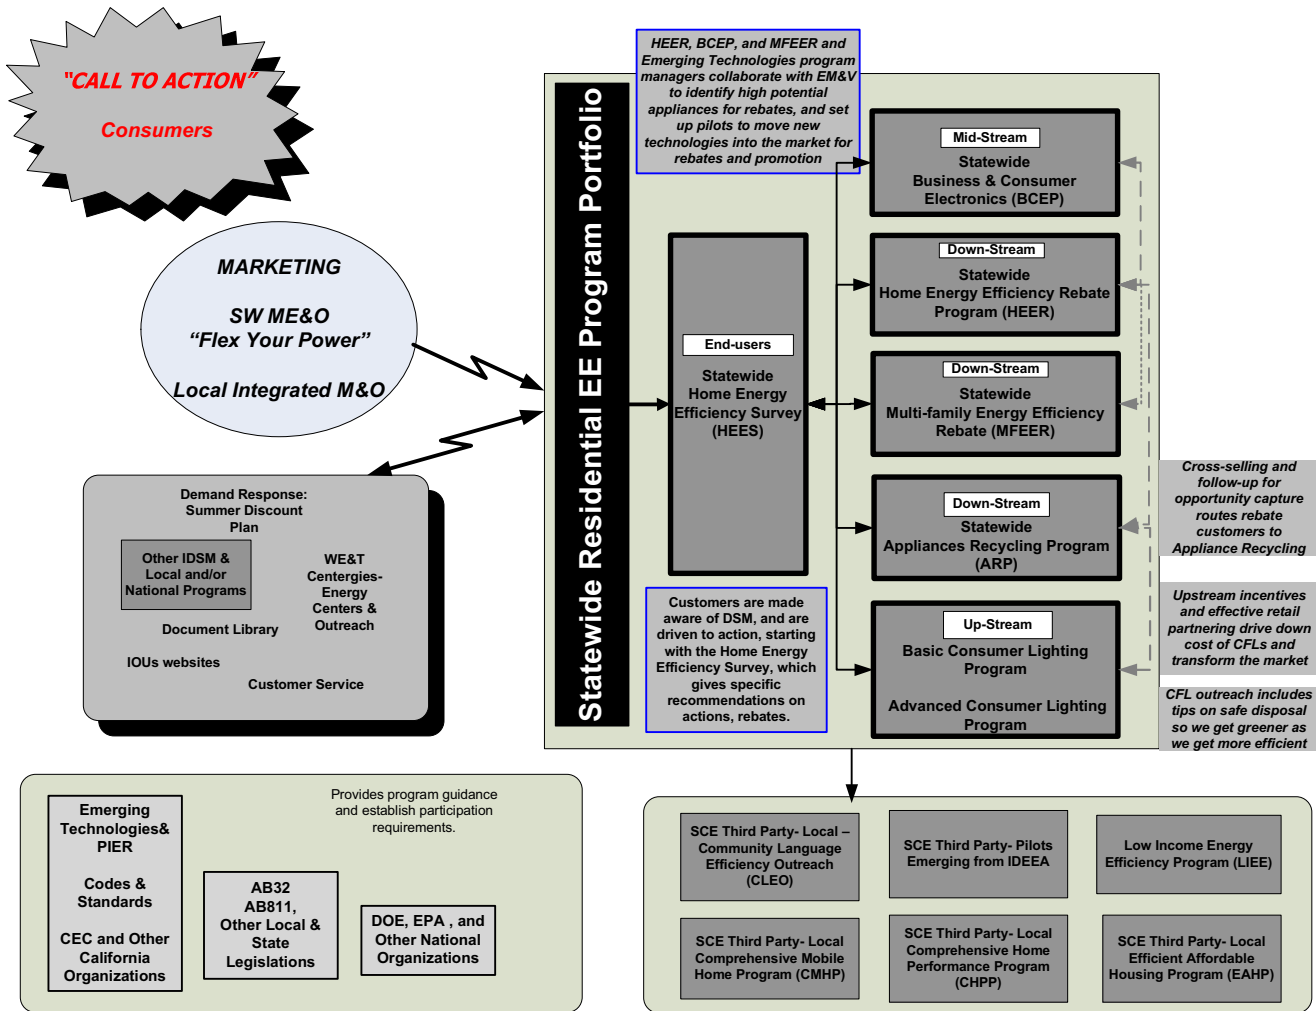 "CALL TO ACTION"
Consumers
MARKETING
SW ME&O
“Flex Your Power”
Local Integrated M&O
Demand Response:
Summer Discount
Plan
Other IDSM &
Local and/or
National Programs
WE&T
Centergies-
Energy
Centers &
Outreach
Document Library
IOUs websites
Customer Service
HEER, BCEP, and MFEER and
Emerging Technologies program
managers collaborate with EM&V
to identify high potential
appliances for rebates, and set
up pilots to move new
technologies into the market for
rebates and promotion
Statewide Residential EE Program Portfolio
End-users
Statewide
Home Energy
Efficiency Survey
(HEES)
Customers are made
aware of DSM, and are
driven to action, starting
with the Home Energy
Efficiency Survey, which
gives specific
recommendations on
actions, rebates.
Mid-Stream
Statewide
Business & Consumer
Electronics (BCEP)
Down-Stream
Statewide
Home Energy Efficiency Rebate
Program (HEER)
Down-Stream
Statewide
Multi-family Energy Efficiency
Rebate (MFEER)
Down-Stream
Statewide
Appliances Recycling Program
(ARP)
Up-Stream
Basic Consumer Lighting
Program
Advanced Consumer Lighting
Program
Cross-selling and
follow-up for
opportunity capture
routes rebate
customers to
Appliance Recycling
Upstream incentives
and effective retail
partnering drive down
cost of CFLs and
transform the market
CFL outreach includes
tips on safe disposal
so we get greener as
we get more efficient
Provides program guidance
and establish participation
requirements.
Emerging
Technologies&
PIER
Codes &
Standards
CEC and Other
California
Organizations
AB32
AB811,
Other Local &
State
Legislations
DOE, EPA , and
Other National
Organizations
SCE Third Party- Local –
Community Language
Efficiency Outreach
(CLEO)
SCE Third Party- Pilots
Emerging from IDEEA
Low Income Energy
Efficiency Program (LIEE)
SCE Third Party- Local
Comprehensive Mobile
Home Program (CMHP)
SCE Third Party- Local
Comprehensive Home
Performance Program
(CHPP)
SCE Third Party- Local
Efficient Affordable
Housing Program (EAHP)